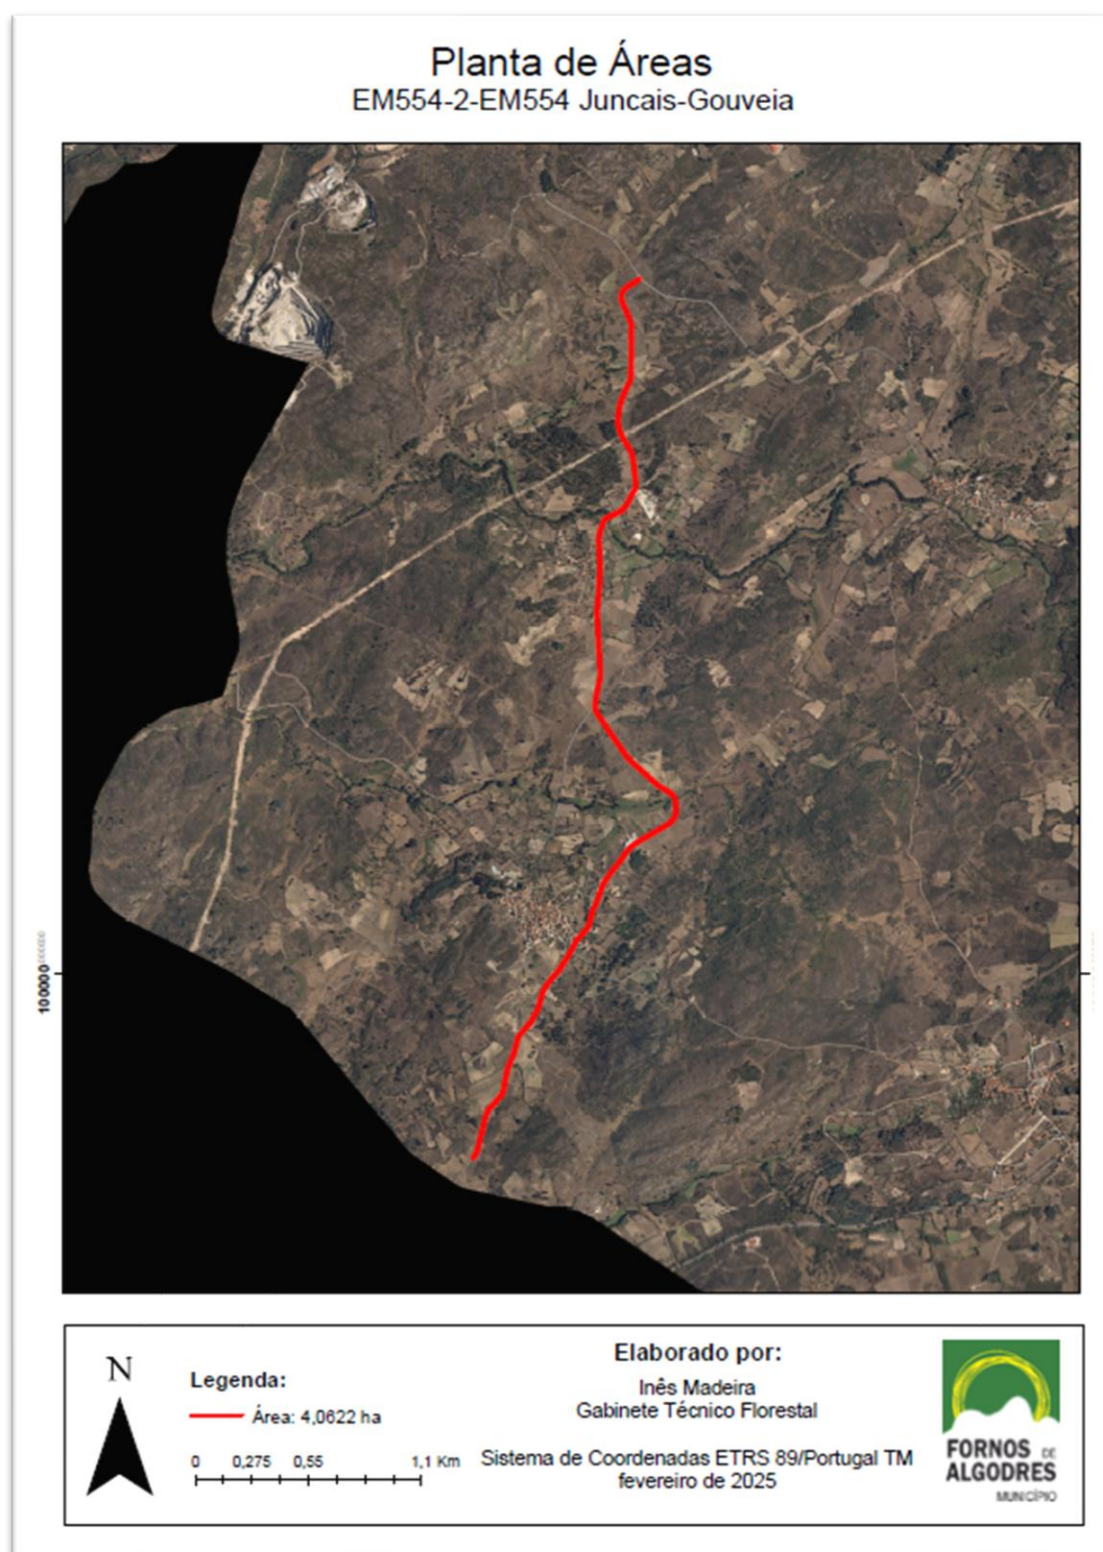 Planta de Áreas
EM554-2-EM554 Juncais-Gouveia
100000,000000
N
Legenda:
Área: 4,0622 ha
0 0,275 0,55 1,1 Km
Elaborado por:
Inês Madeira
Gabinete Técnico Florestal
Sistema de Coordenadas ETRS 89/Portugal TM
fevereiro de 2025
FORNOS DE
ALGODRES
MUNICÍPIO